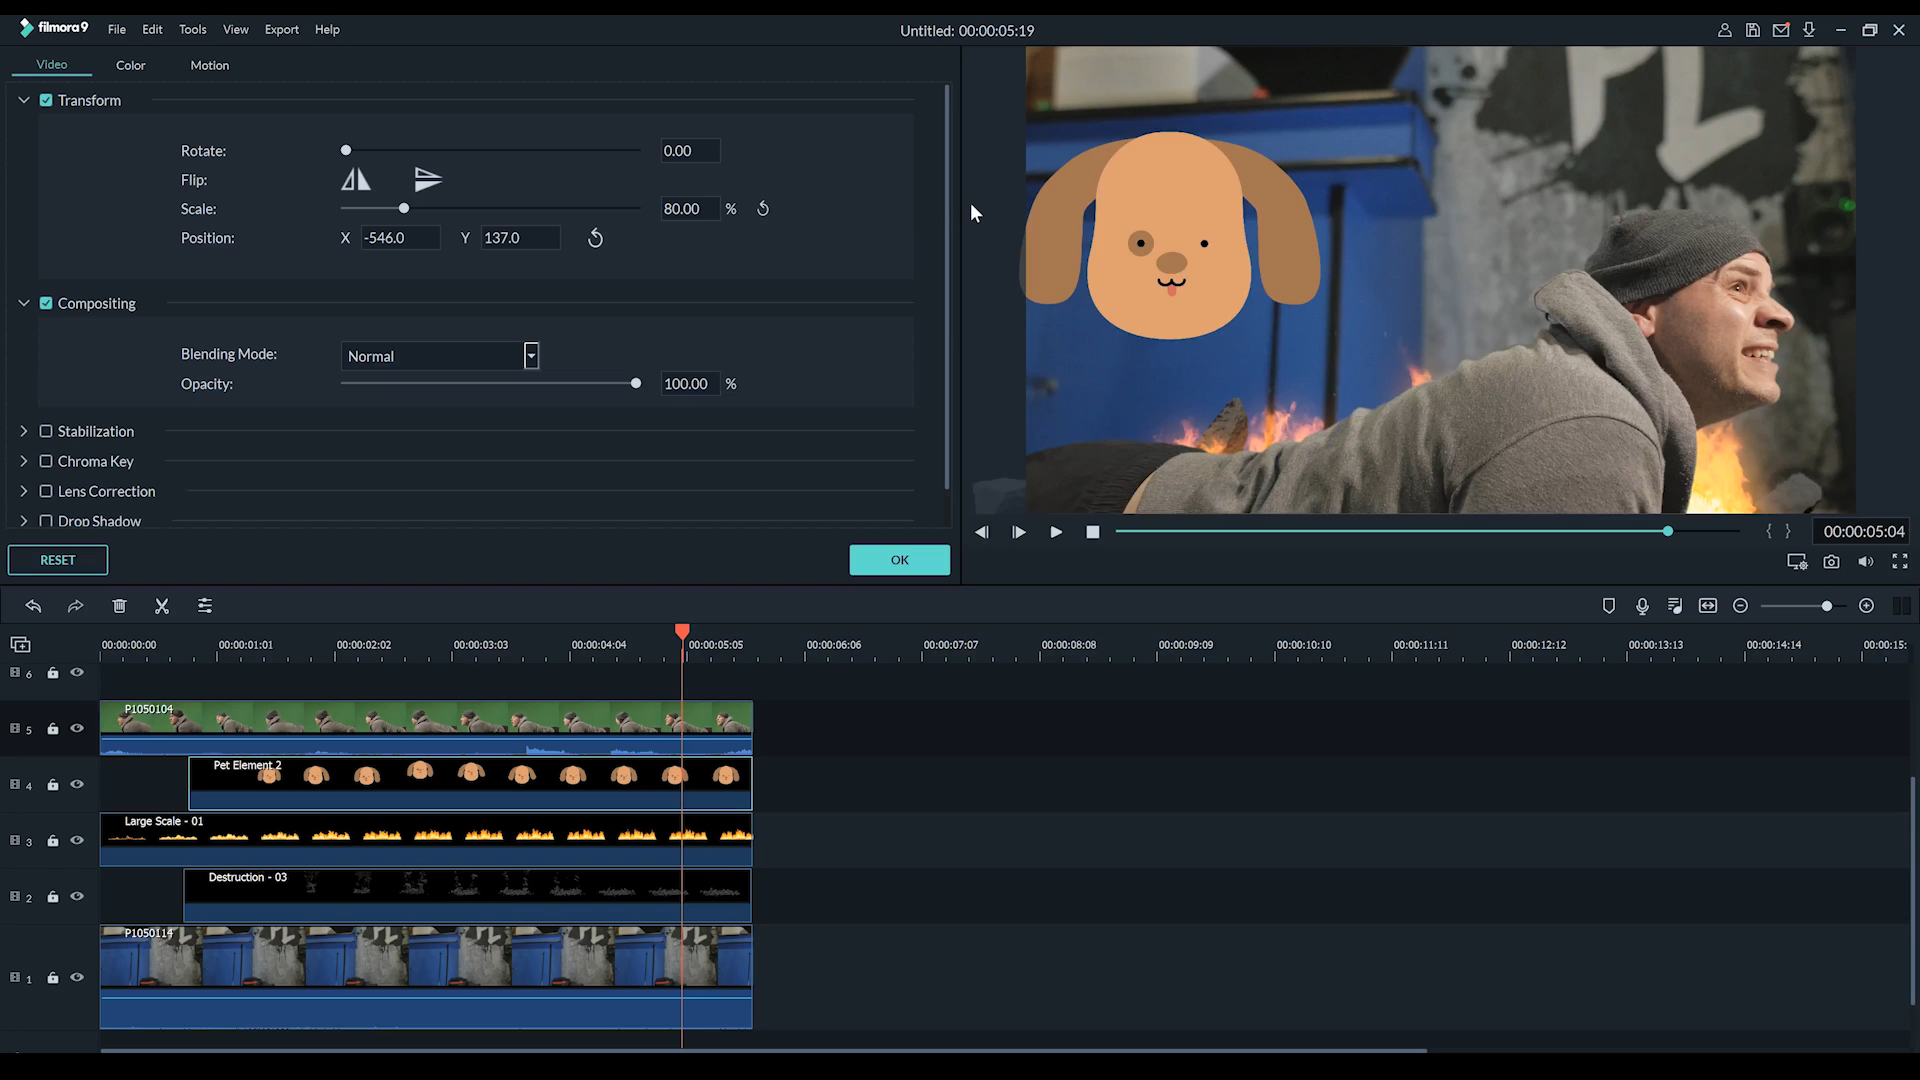 filmora9
File Edit Tools View Export Help
Untitled: 00:00:05:19
Video Color Motion
Transform
Rotate: 0.00
Flip:
Scale: 80.00 %
Position: X -546.0 Y 137.0
Compositing
Blending Mode: Normal
Opacity: 100.00 %
Stabilization
Chroma Key
Lens Correction
Drop Shadow
RESET OK
{ } 00:00:05:04
00:00:00:00 00:00:01:01 00:00:02:02 00:00:03:03 00:00:04:04 00:00:05:05 00:00:06:06 00:00:07:07 00:00:08:08 00:00:09:09 00:00:10:10 00:00:11:11 00:00:12:12 00:00:13:13 00:00:14:14 00:00:15:
6
P1050104
5
Pet Element 2
4
Large Scale - 01
3
Destruction - 03
2
P1050114
1